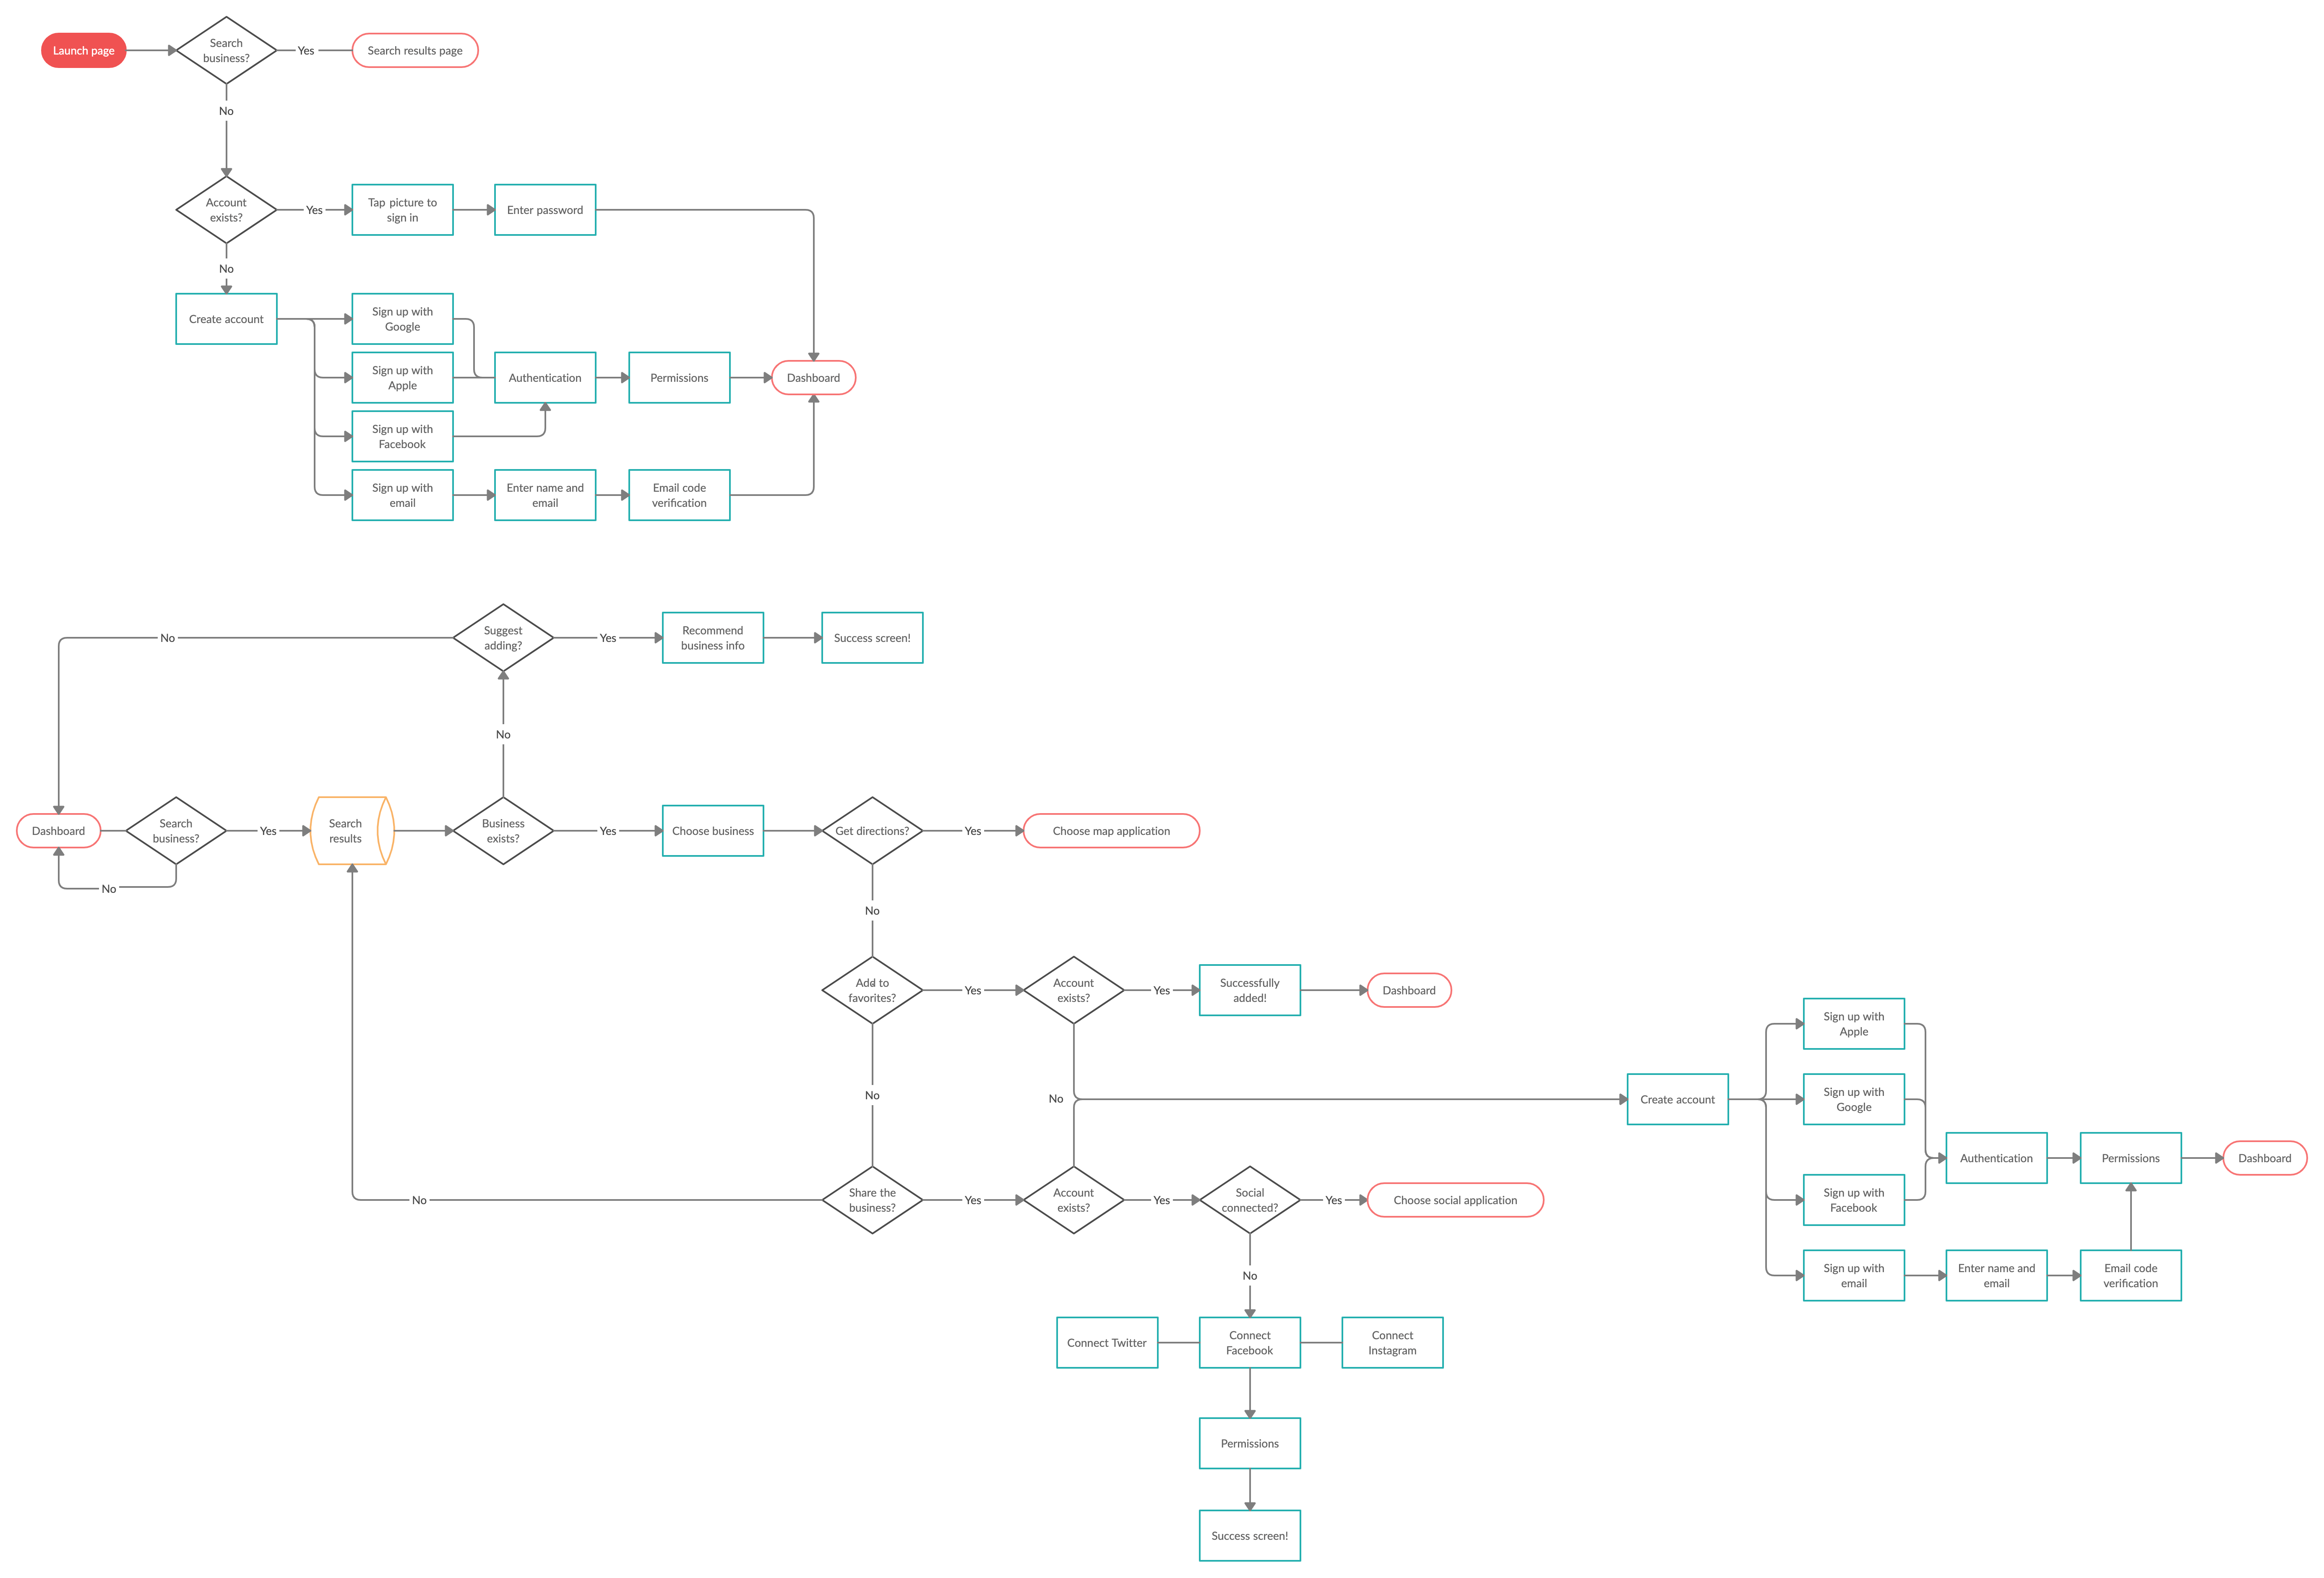 Launch page
Search
business?
Yes
Search results page
No
Account
exists?
Yes
Tap picture to
sign in
Enter password
No
Create account
Sign up with
Google
Sign up with
Apple
Authentication
Permissions
Dashboard
Sign up with
Facebook
Sign up with
email
Enter name and
email
Email code
verification
No
Suggest
adding?
Yes
Recommend
business info
Success screen!
No
Dashboard
Search
business?
Yes
Search
results
Business
exists?
Yes
Choose business
Get directions?
Yes
Choose map application
No
No
Add to
favorites?
Yes
Account
exists?
Yes
Successfully
added!
Dashboard
No
No
Create account
Sign up with
Apple
Sign up with
Google
Authentication
Permissions
Dashboard
Sign up with
Facebook
Sign up with
email
Enter name and
email
Email code
verification
No
Share the
business?
Yes
Account
exists?
Yes
Social
connected?
Yes
Choose social application
No
Connect Twitter
Connect
Facebook
Connect
Instagram
Permissions
Success screen!